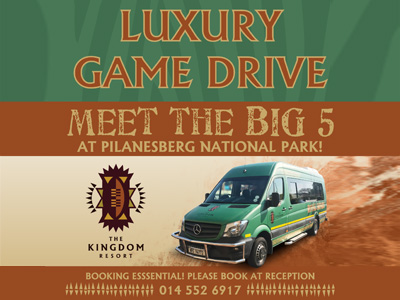 LUXURY
GAME DRIVE
MEET THE BIG 5
AT PILANESBERG NATIONAL PARK!
THE
KINGDOM
RESORT
BOOKING ESSSENTIAL! PLEASE BOOK AT RECEPTION
014 552 6917